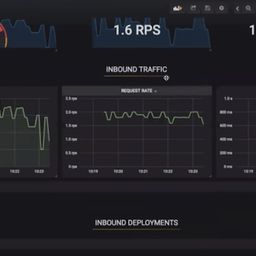 1.6 RPS
1
INBOUND TRAFFIC
REQUEST RATE
2.5 rps
2.0 rps
1.5 rps
1.0 rps
0.5 rps
0 rps
10:19
10:20
10:21
10:22
10:23
10:22
10:23
1.0 s
800 ms
600 ms
400 ms
200 ms
0 ms
10:19
INBOUND DEPLOYMENTS